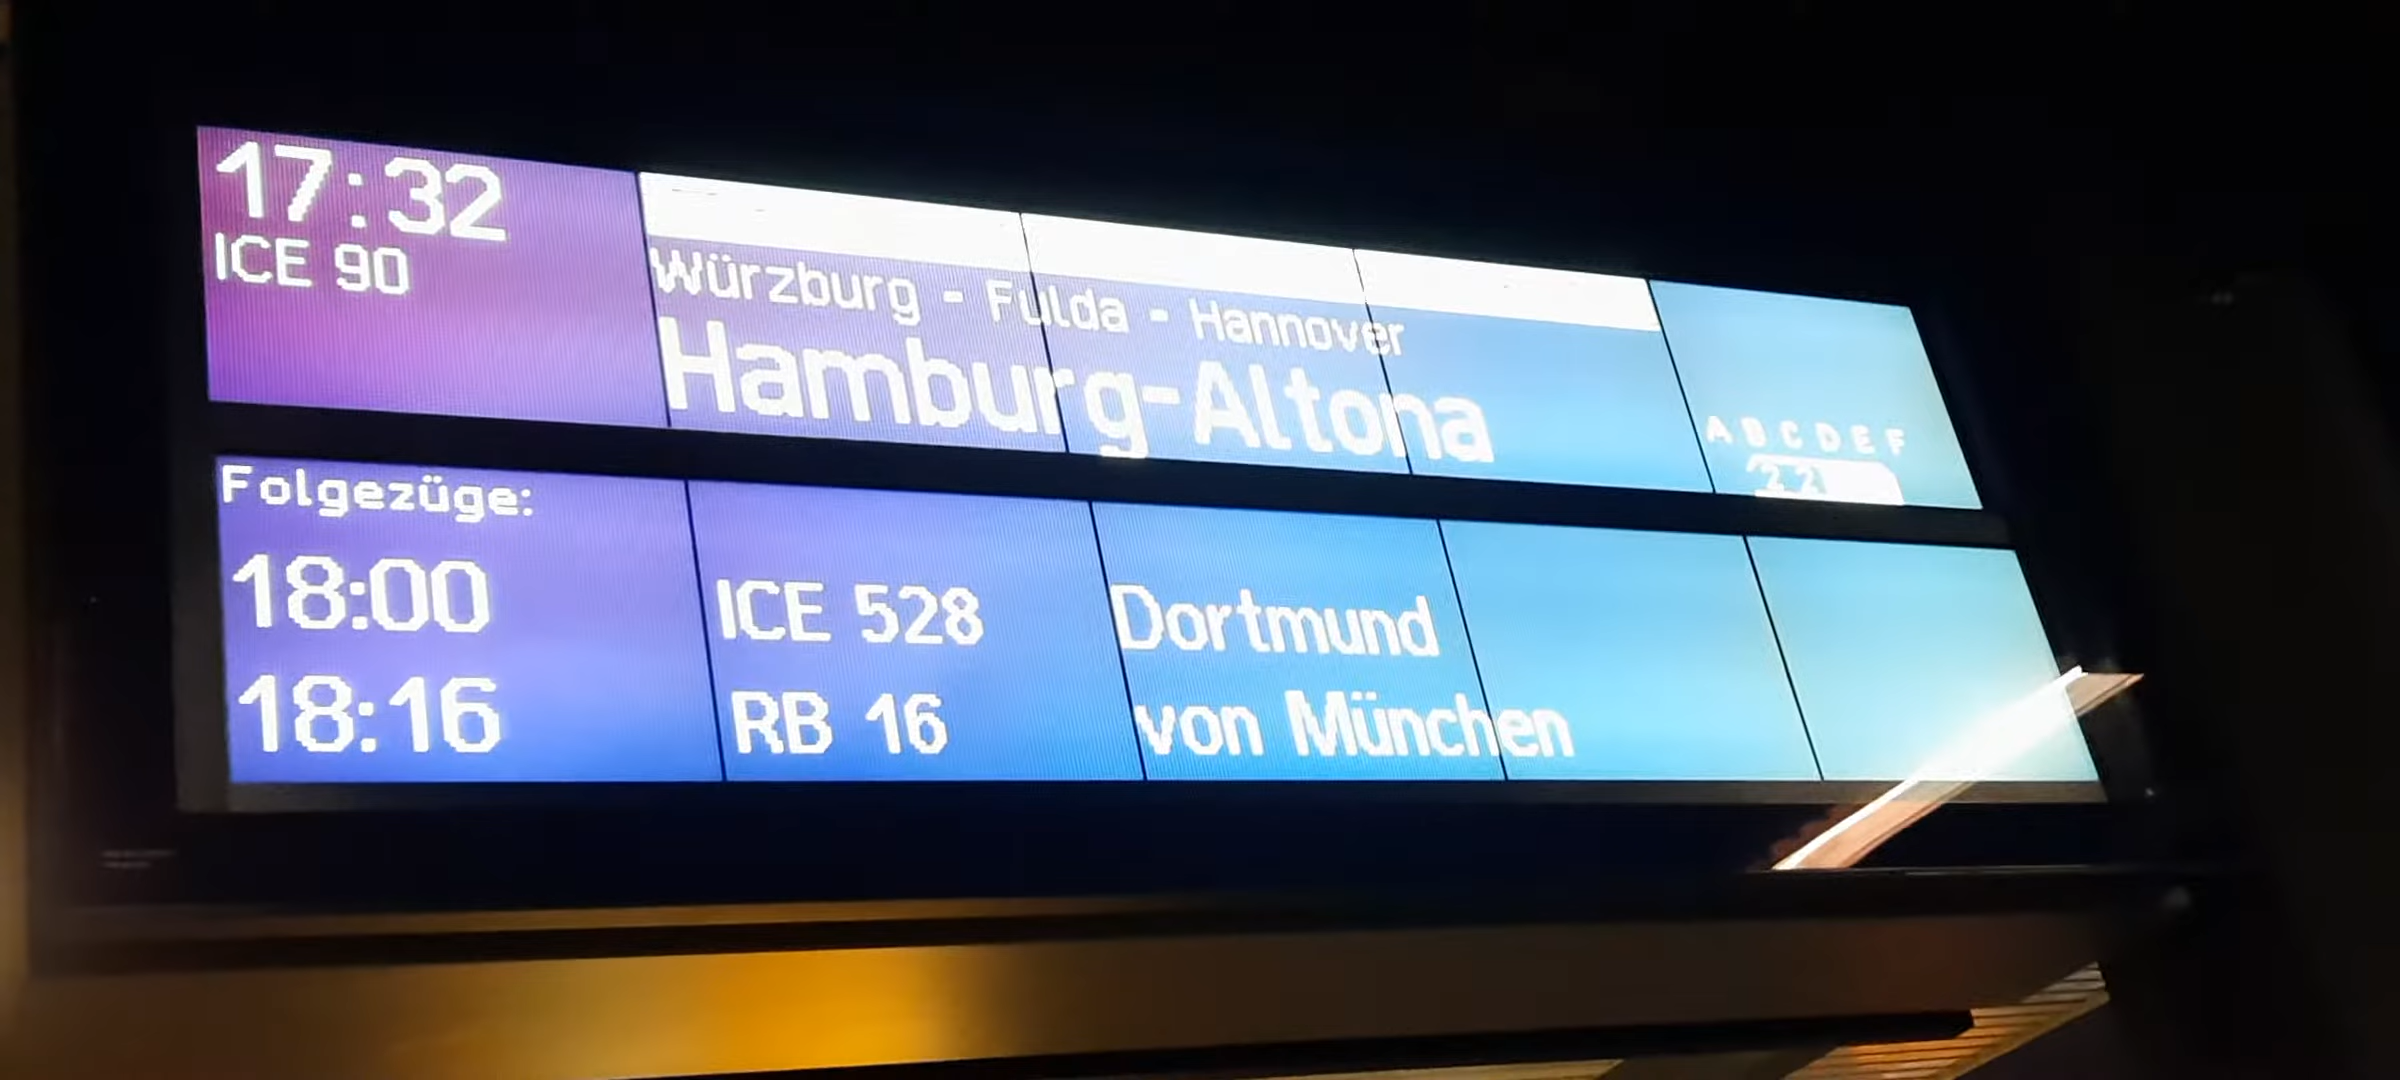 17:32
ICE 90
Würzburg - Fulda - Hannover
Hamburg-Altona
A B C D E F
22
Folgezüge:
18:00 ICE 528 Dortmund
18:16 RB 16 von München